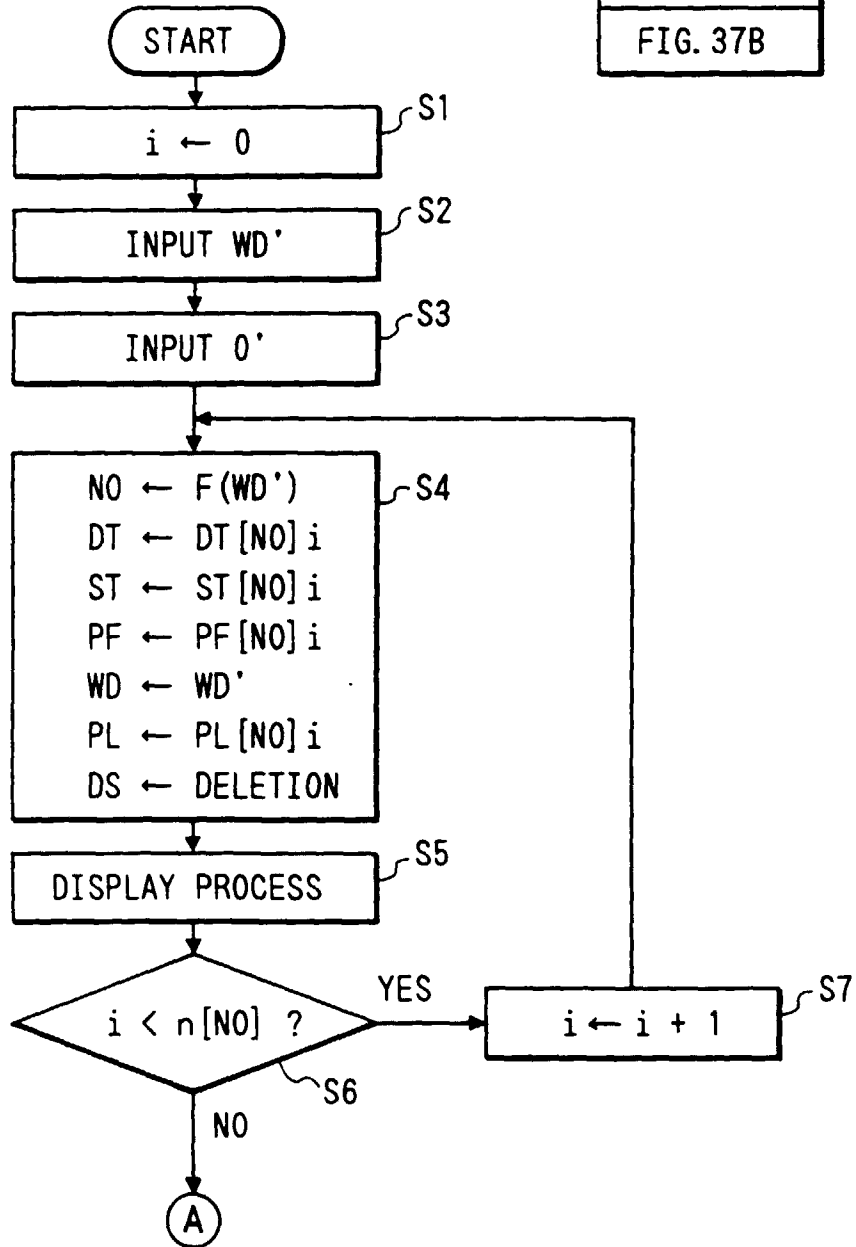 FIG. 37B
START
S1
i ← 0
S2
INPUT WD'
S3
INPUT O'
S4
NO ← F(WD')
DT ← DT[NO]i
ST ← ST[NO]i
PF ← PF[NO]i
WD ← WD'
PL ← PL[NO]i
DS ← DELETION
S5
DISPLAY PROCESS
i < n[NO] ?
YES
S6
S7
i ← i + 1
NO
A